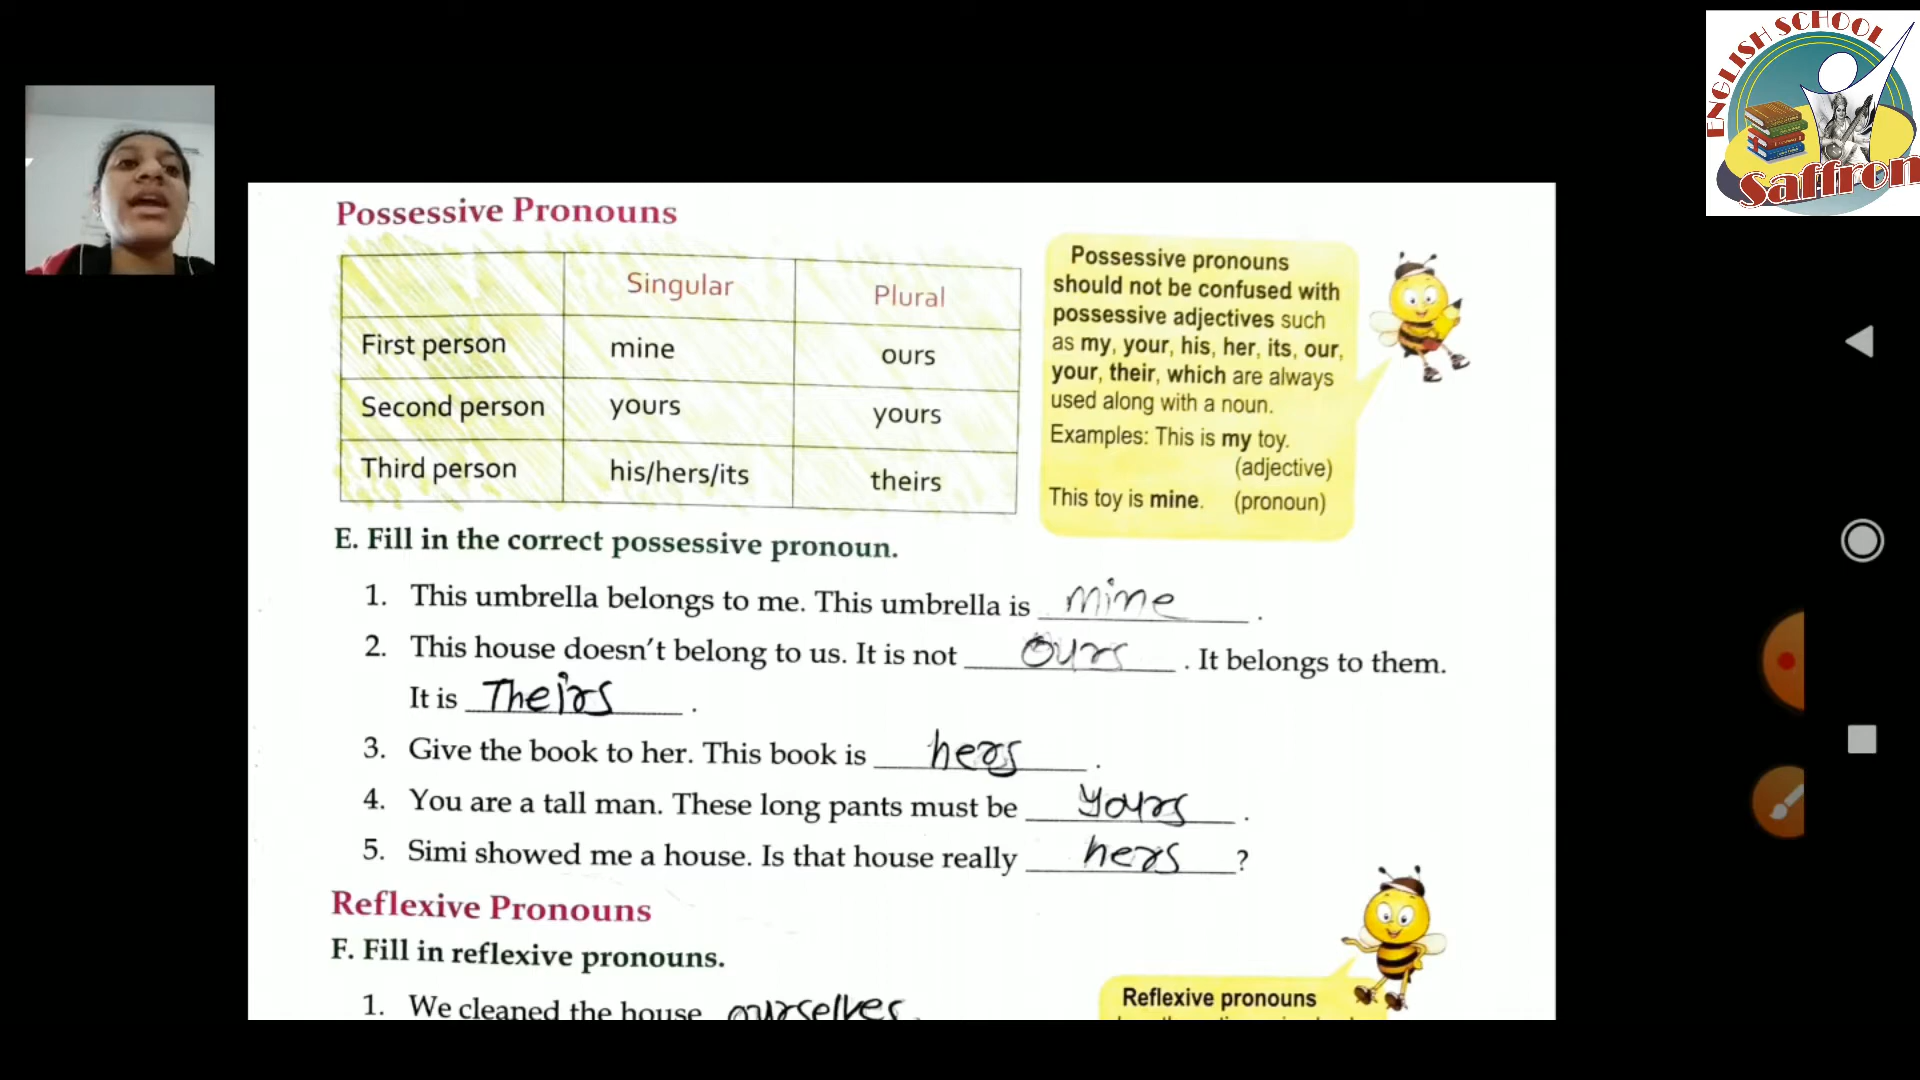 ENGLISH SCHOOL
Saffron
Possessive Pronouns
Singular Plural
First person mine ours
Second person yours yours
Third person his/hers/its theirs
Possessive pronouns
should not be confused with
possessive adjectives such
as my, your, his, her, its, our,
your, their, which are always
used along with a noun.
Examples: This is my toy.
(adjective)
This toy is mine. (pronoun)
E. Fill in the correct possessive pronoun.
1. This umbrella belongs to me. This umbrella is mine .
2. This house doesn't belong to us. It is not ours . It belongs to them.
It is Theirs .
3. Give the book to her. This book is hers .
4. You are a tall man. These long pants must be yours .
5. Simi showed me a house. Is that house really hers ?
Reflexive Pronouns
F. Fill in reflexive pronouns.
1. We cleaned the house ourselves.
Reflexive pronouns